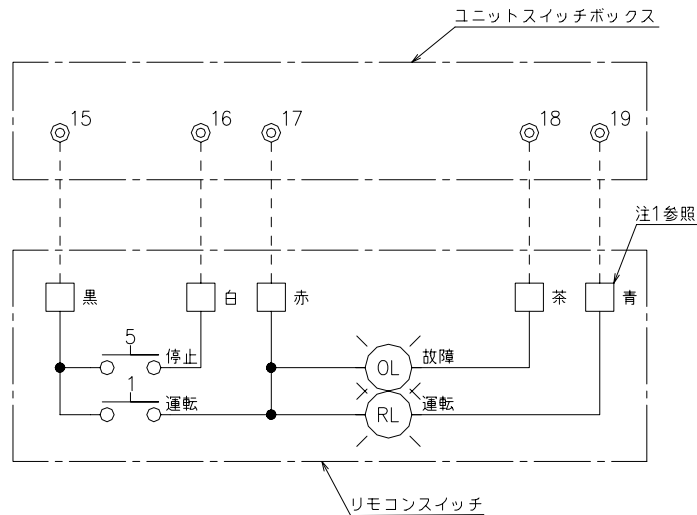 ユニットスイッチボックス
15
16
17
18
19
注1参照
黒
白
赤
茶
青
5
停止
1
運転
OL
故障
RL
運転
リモコンスイッチ